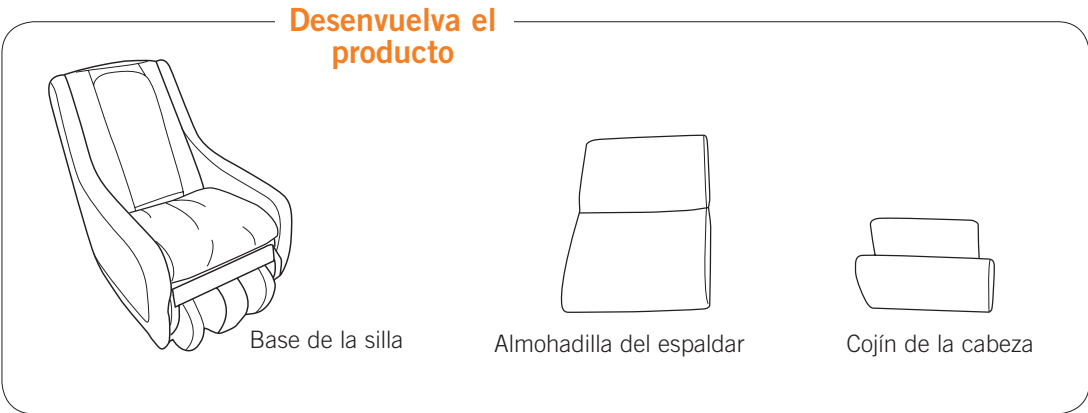 Desenvuelva el
producto
Base de la silla
Almohadilla del espaldar
Cojín de la cabeza